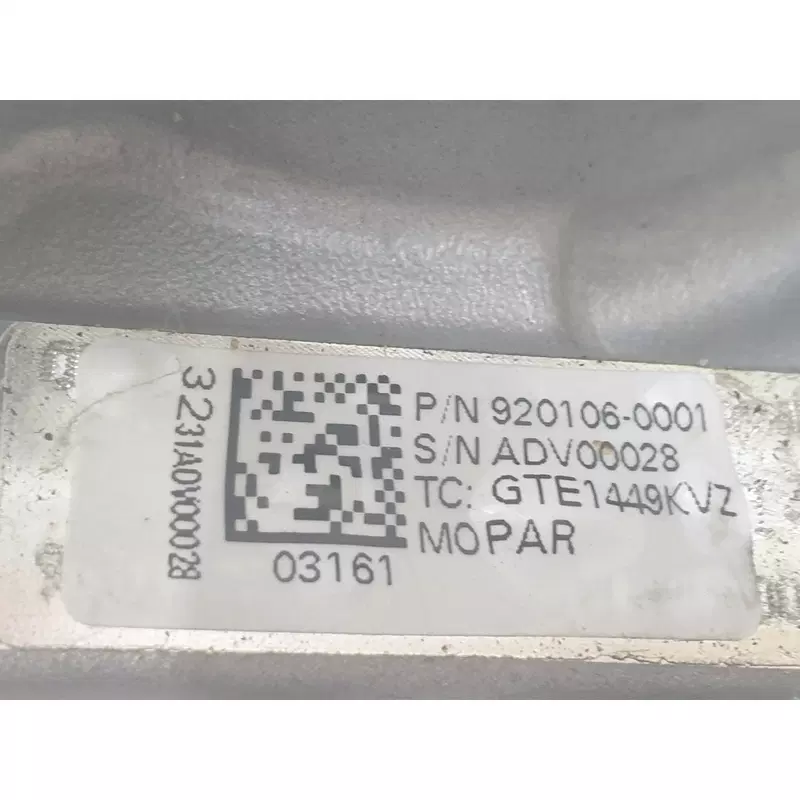 P/N 920106-0001
S/N ADV00028
TC: GTE1449KVZ
MOPAR
03161
3231ADV00028